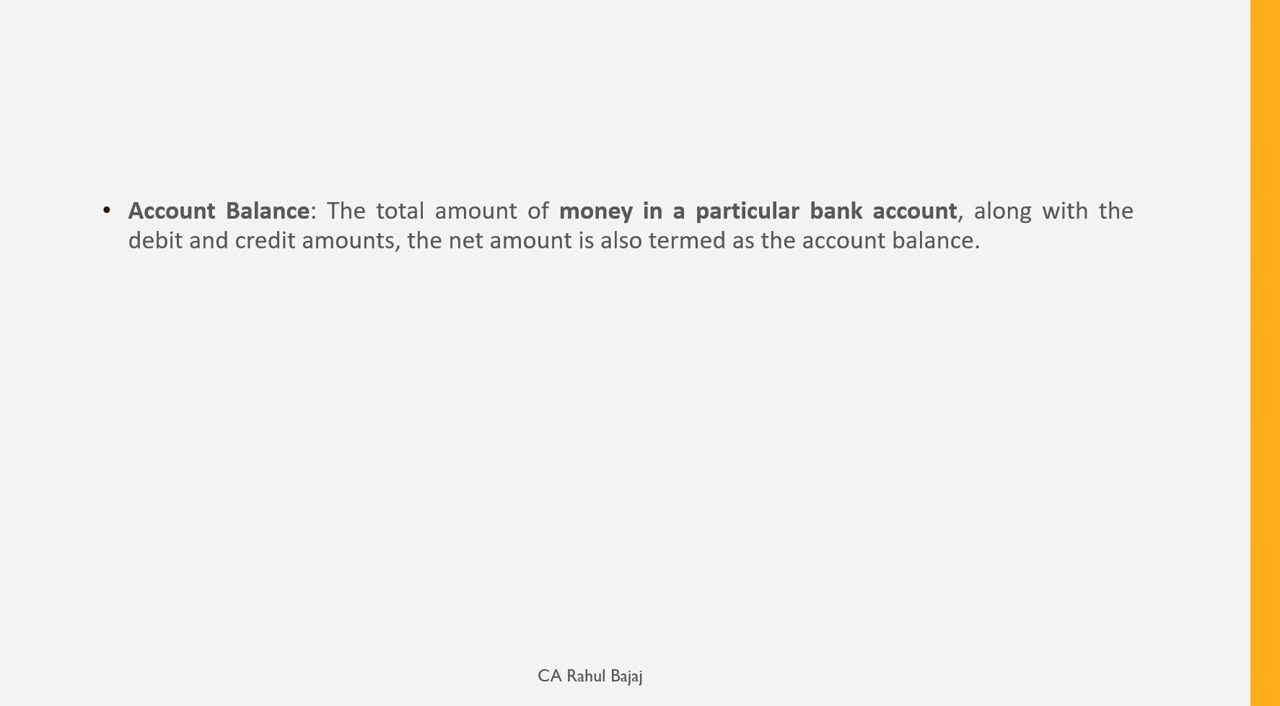 • Account Balance: The total amount of money in a particular bank account, along with the
debit and credit amounts, the net amount is also termed as the account balance.
CA Rahul Bajaj